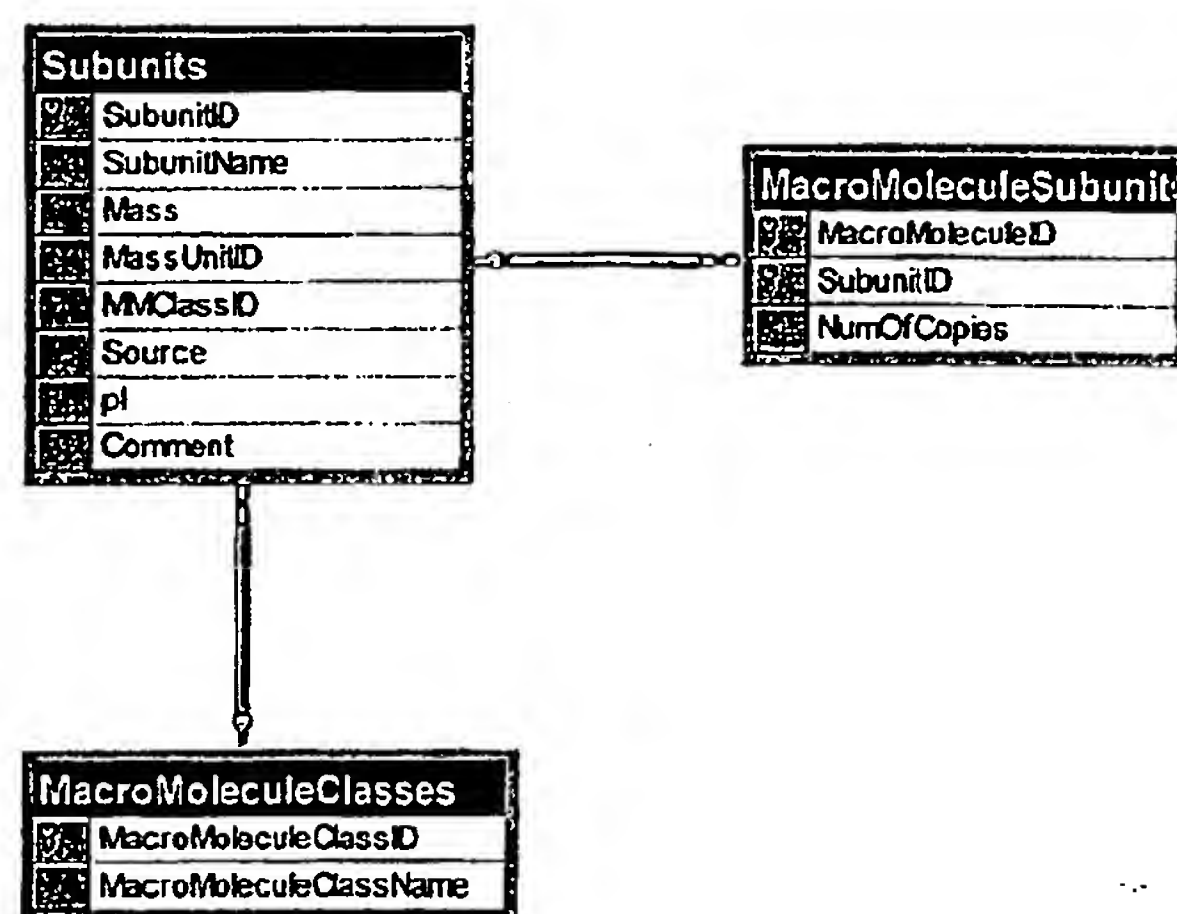 Subunits
SubunitID
SubunitName
Mass
MassUnitID
MMClassID
Source
pI
Comment
MacroMoleculeSubunits
MacroMoleculeID
SubunitID
NumOfCopies
MacroMoleculeClasses
MacroMoleculeClassID
MacroMoleculeClassName